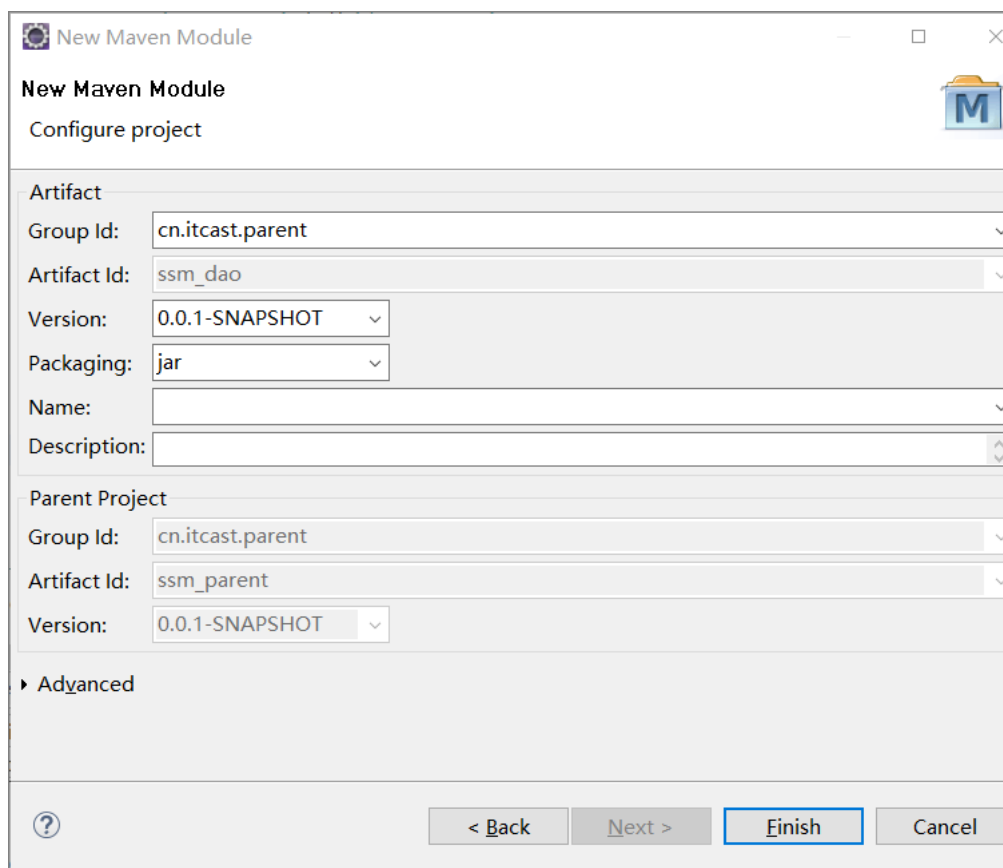 New Maven Module
New Maven Module
Configure project
M
Artifact
Group Id: cn.itcast.parent
Artifact Id: ssm_dao
Version: 0.0.1-SNAPSHOT
Packaging: jar
Name:
Description:
Parent Project
Group Id: cn.itcast.parent
Artifact Id: ssm_parent
Version: 0.0.1-SNAPSHOT
Advanced
? < Back Next > Finish Cancel